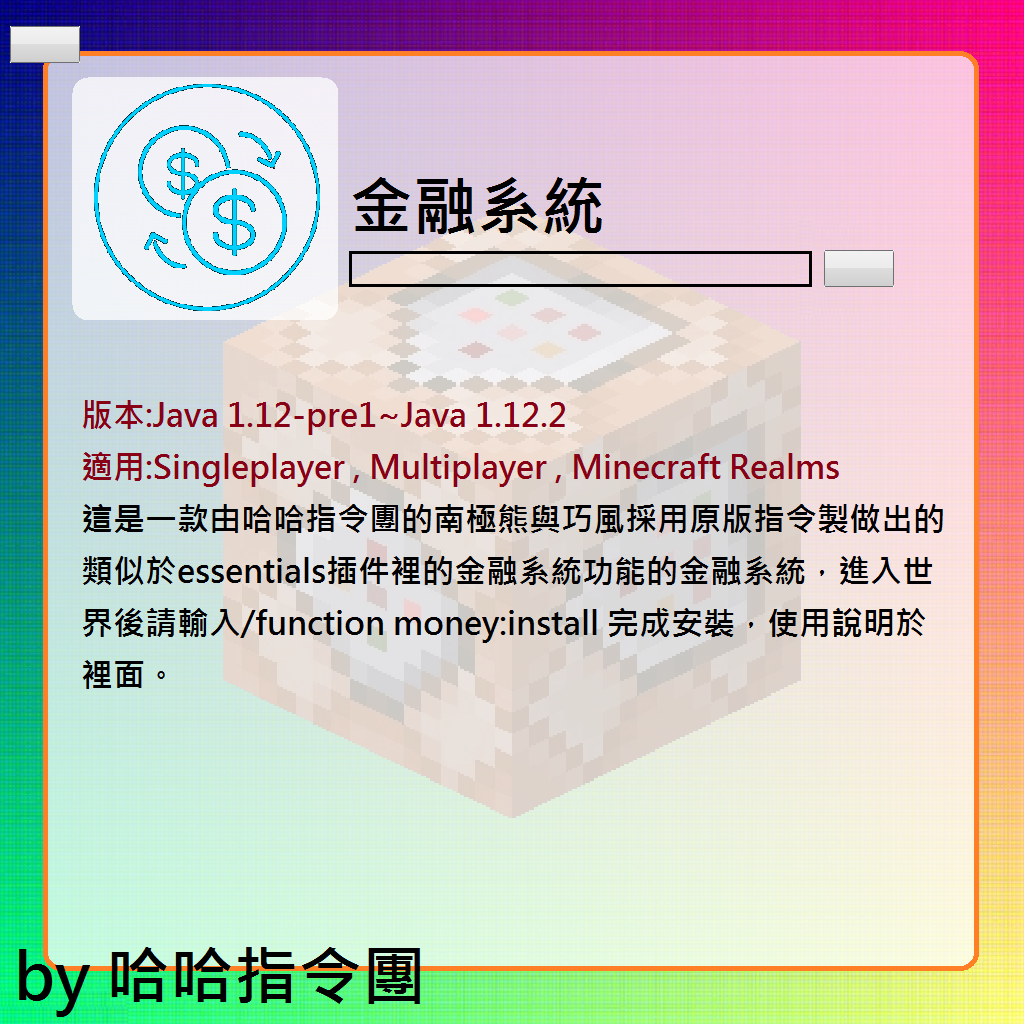 金融系統
版本:Java 1.12-pre1~Java 1.12.2
適用:Singleplayer , Multiplayer , Minecraft Realms
這是一款由哈哈指令團的南極熊與巧風採用原版指令製做出的
類似於essentials插件裡的金融系統功能的金融系統，進入世
界後請輸入/function money:install 完成安裝，使用說明於
裡面。
by 哈哈指令團